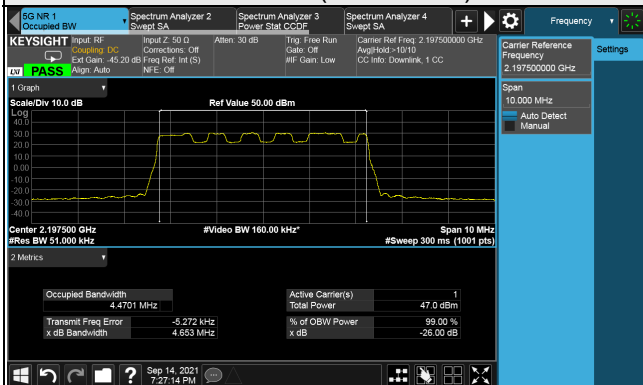 5G NR 1
Occupied BW
Spectrum Analyzer 2
Swept SA
Spectrum Analyzer 3
Power Stat CCDF
Spectrum Analyzer 4
Swept SA
Frequency
KEYSIGHT
LXI
PASS
Input: RF
Coupling: DC
Ext Gain: -45.20 dB
Align: Auto
Input Z: 50 Ω
Corrections: Off
Freq Ref: Int (S)
NFE: Off
Atten: 30 dB
Trig: Free Run
Gate: Off
#IF Gain: Low
Carrier Ref Freq: 2.197500000 GHz
Avg|Hold:>10/10
CC Info: Downlink, 1 CC
Carrier Reference
Frequency
2.197500000 GHz
Settings
Span
10.000 MHz
Auto Detect
Manual
1 Graph
Scale/Div 10.0 dB
Ref Value 50.00 dBm
Log
40.0
30.0
20.0
10.0
0.00
-10.0
-20.0
-30.0
-40.0
Center 2.197500 GHz
#Video BW 160.00 kHz*
Span 10 MHz
#Res BW 51.000 kHz
#Sweep 300 ms (1001 pts)
2 Metrics
Occupied Bandwidth
4.4701 MHz
Active Carrier(s) 1
Total Power 47.0 dBm
Transmit Freq Error -5.272 kHz
% of OBW Power 99.00 %
x dB Bandwidth 4.653 MHz
x dB -26.00 dB
?
Sep 14, 2021
7:27:14 PM